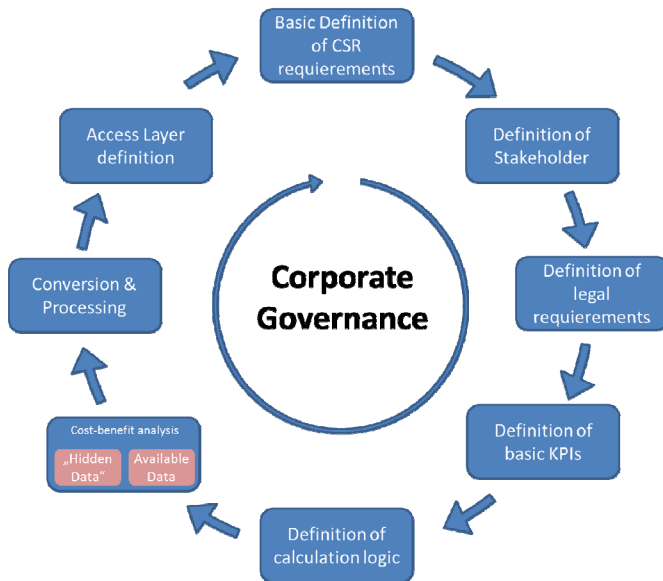 Basic Definition
of CSR
requierements
Definition of
Stakeholder
Definition of
legal
requierements
Definition of
basic KPIs
Definition of
calculation logic
Cost-benefit analysis
„Hidden
Data“
Available
Data
Conversion &
Processing
Access Layer
definition
Corporate
Governance